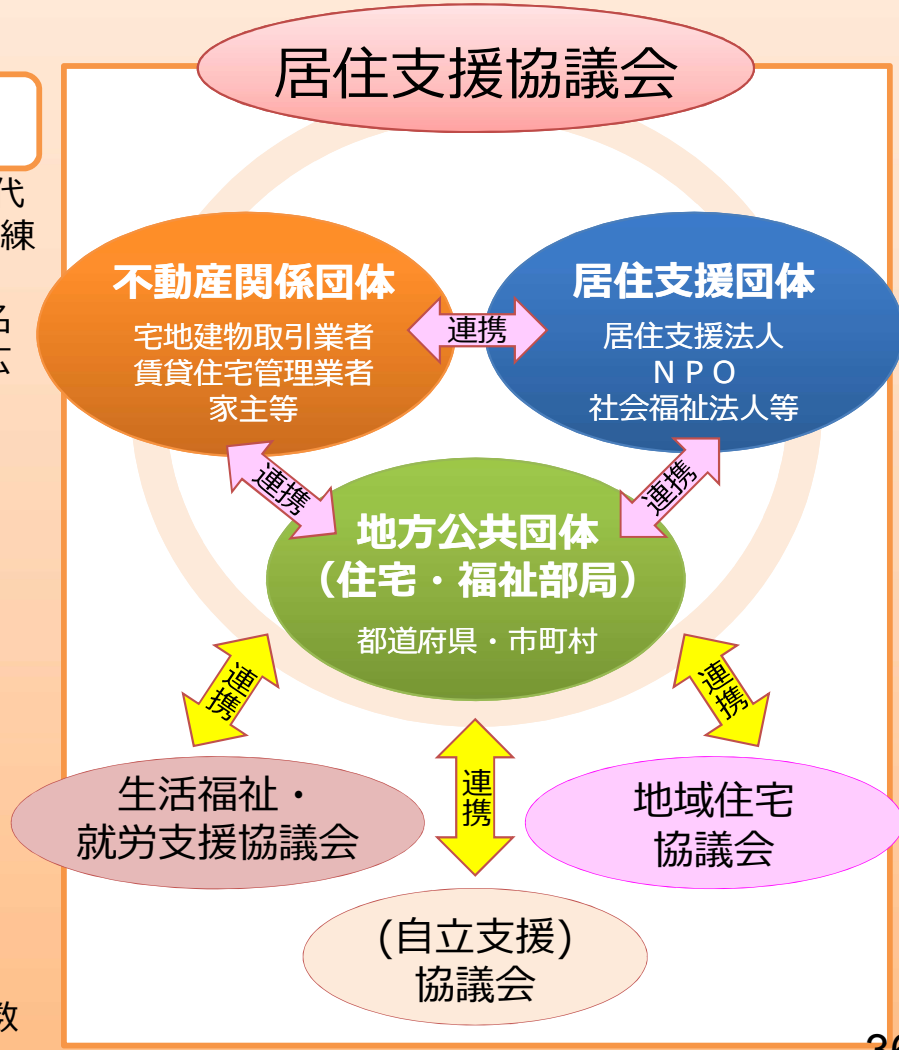 居住支援協議会
代
練
不動産関係団体
宅地建物取引業者
賃貸住宅管理業者
家主等
連携
居住支援団体
居住支援法人
ＮＰＯ
社会福祉法人等
連携
連携
地方公共団体
（住宅・福祉部局）
都道府県・市町村
連携
連携
連携
生活福祉・
就労支援協議会
地域住宅
協議会
(自立支援)
協議会
数